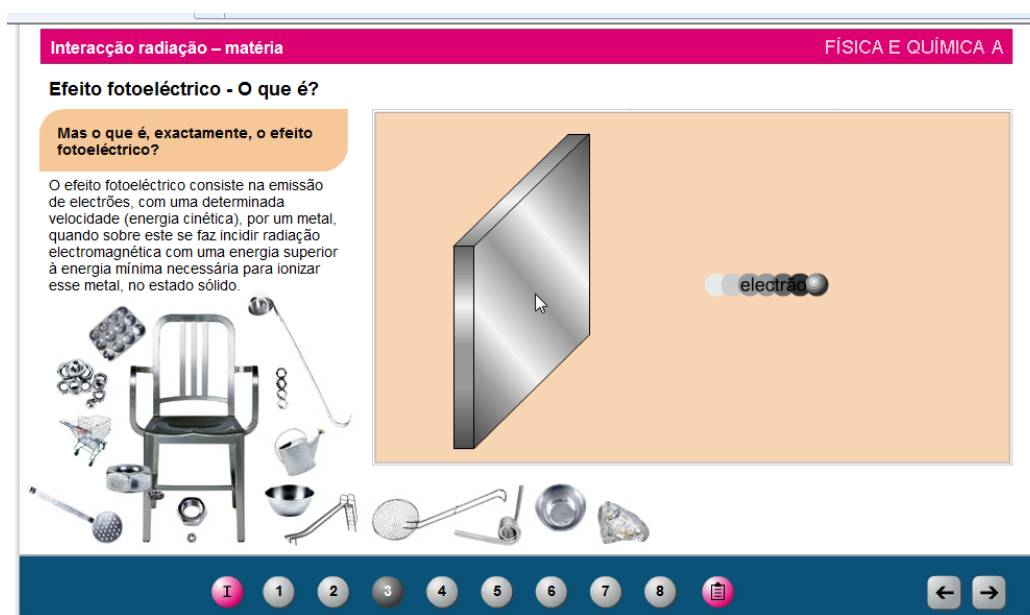 Interacção radiação – matéria
FÍSICA E QUÍMICA A
Efeito fotoeléctrico - O que é?
Mas o que é, exactamente, o efeito
fotoeléctrico?
O efeito fotoeléctrico consiste na emissão
de electrões, com uma determinada
velocidade (energia cinética), por um metal,
quando sobre este se faz incidir radiação
electromagnética com uma energia superior
à energia mínima necessária para ionizar
esse metal, no estado sólido.
electrão
I 1 2 3 4 5 6 7 8